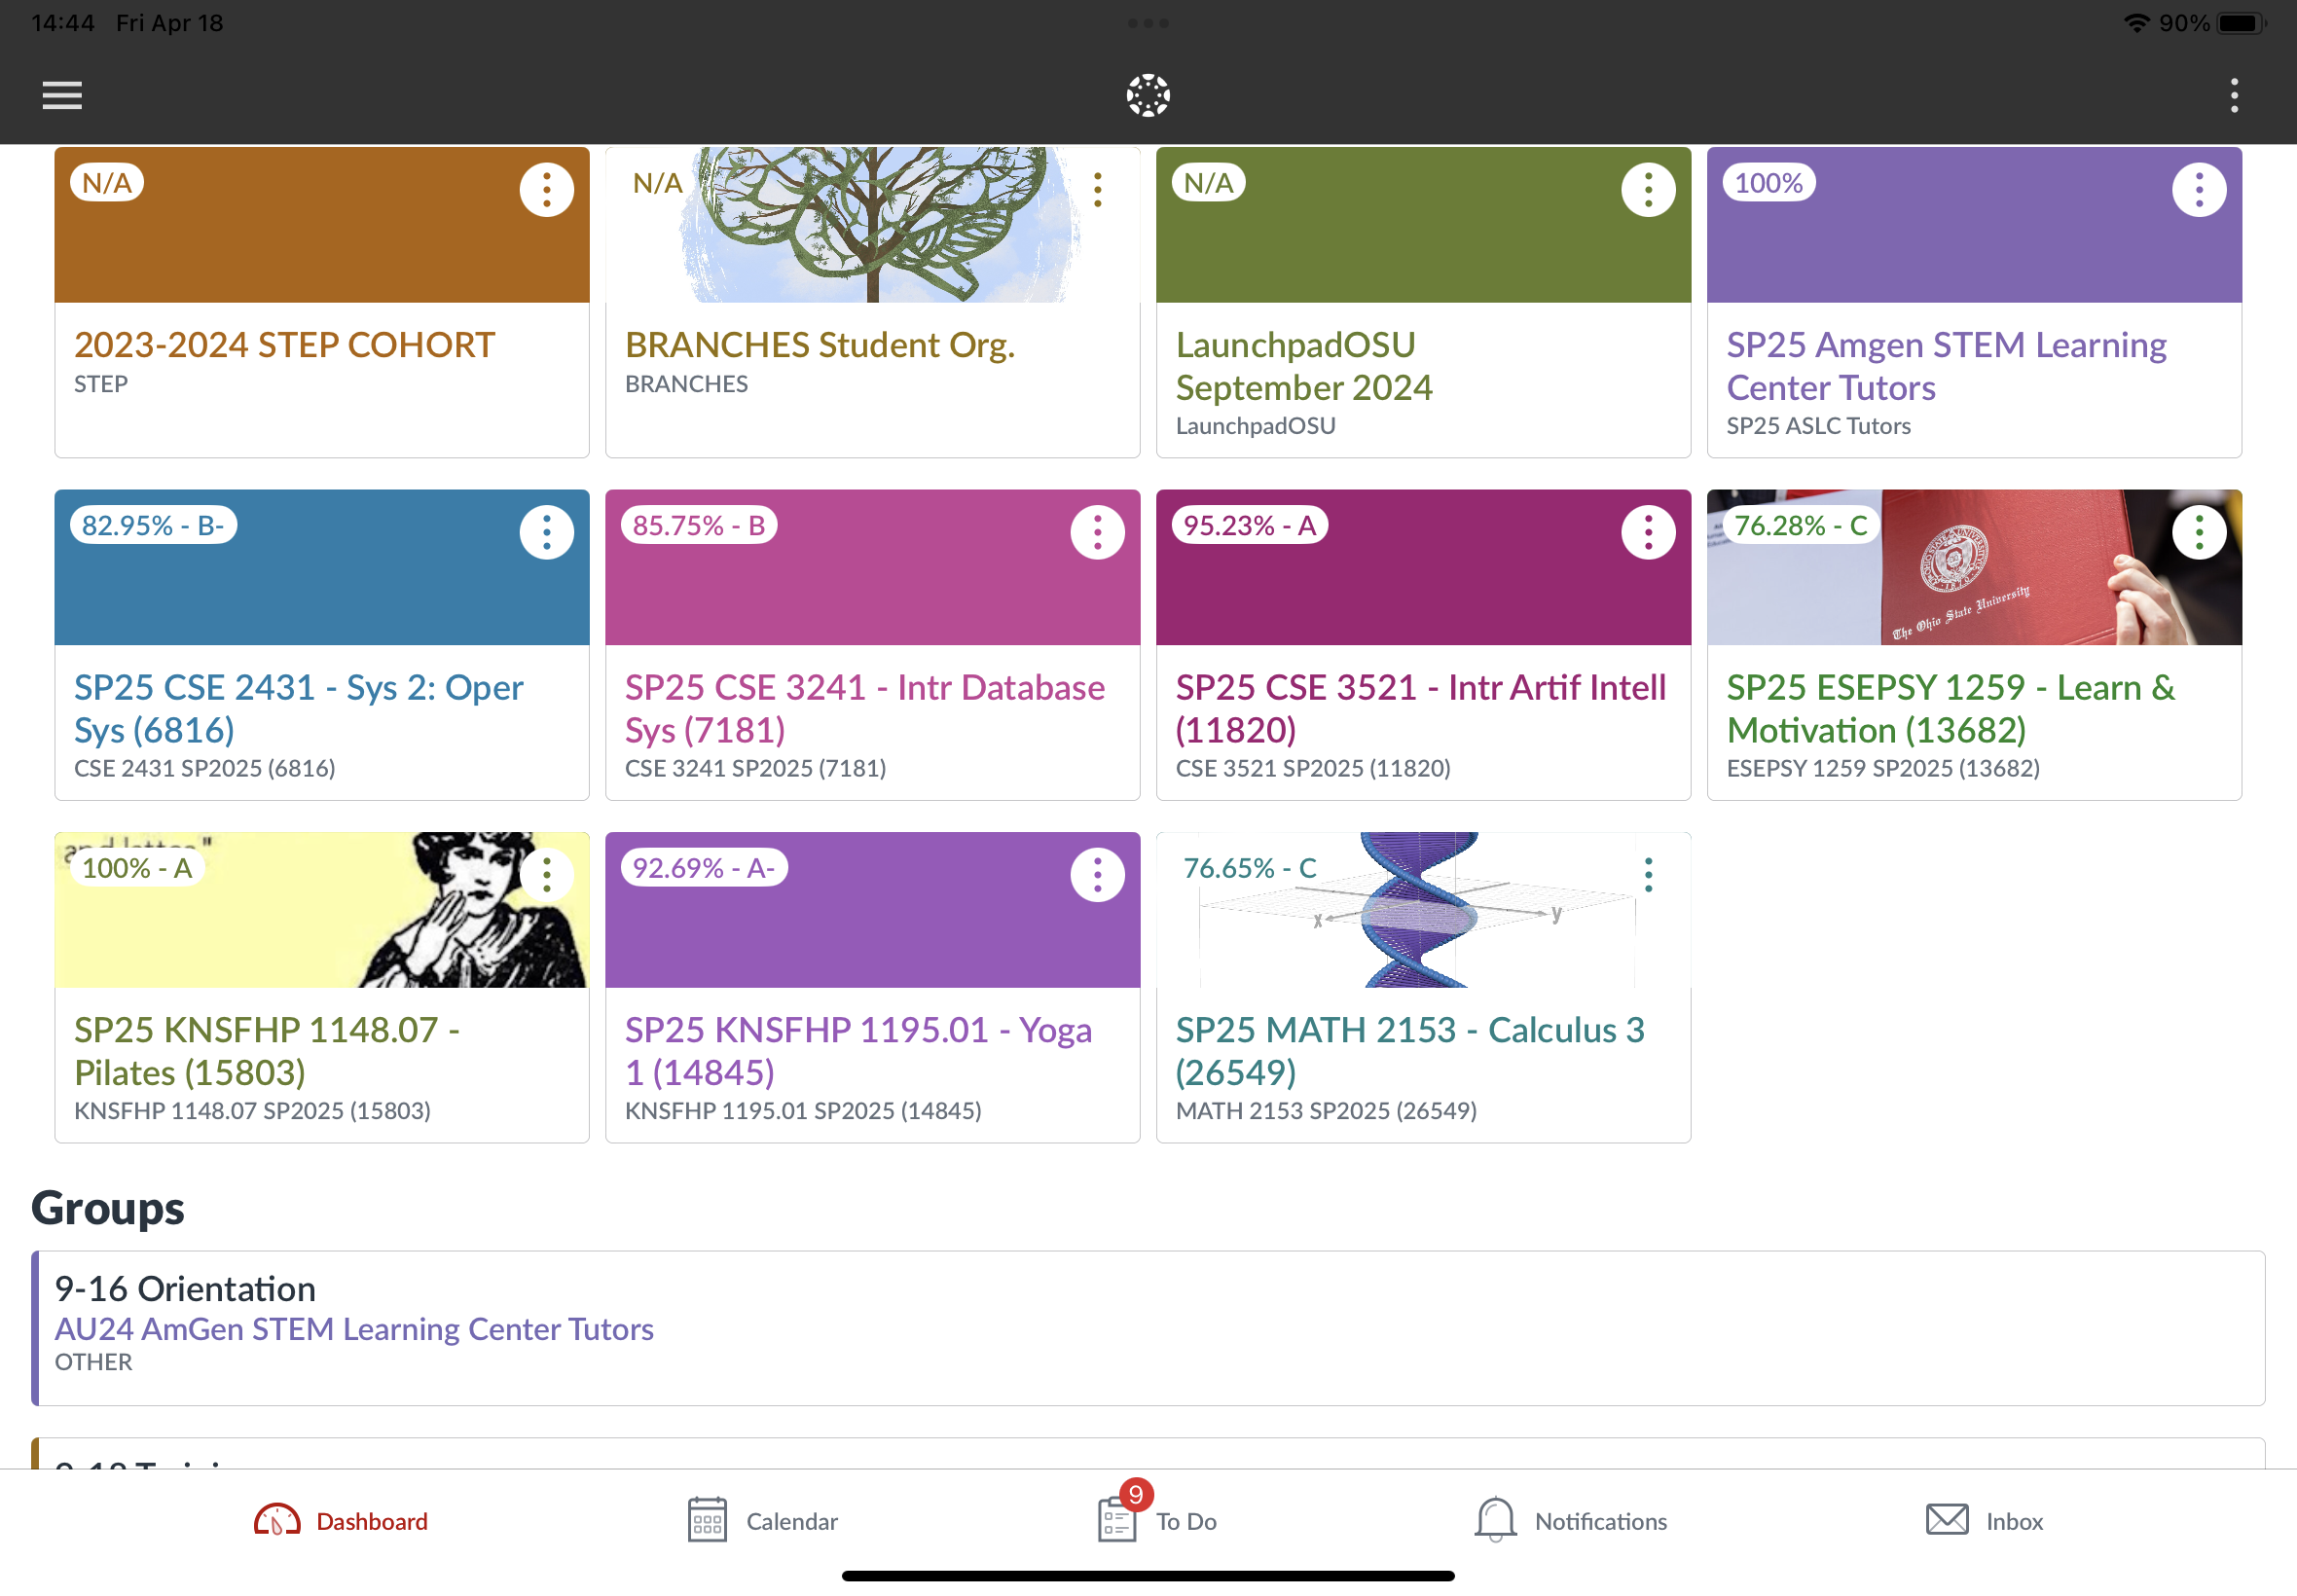 14:44 Fri Apr 18
90%
N/A
2023-2024 STEP COHORT
STEP
N/A
BRANCHES Student Org.
BRANCHES
N/A
LaunchpadOSU
September 2024
LaunchpadOSU
100%
SP25 Amgen STEM Learning
Center Tutors
SP25 ASLC Tutors
82.95% - B-
SP25 CSE 2431 - Sys 2: Oper
Sys (6816)
CSE 2431 SP2025 (6816)
85.75% - B
SP25 CSE 3241 - Intr Database
Sys (7181)
CSE 3241 SP2025 (7181)
95.23% - A
SP25 CSE 3521 - Intr Artif Intell
(11820)
CSE 3521 SP2025 (11820)
76.28% - C
The Ohio State University
SP25 ESEPSY 1259 - Learn &
Motivation (13682)
ESEPSY 1259 SP2025 (13682)
100% - A
SP25 KNSFHP 1148.07 -
Pilates (15803)
KNSFHP 1148.07 SP2025 (15803)
92.69% - A-
SP25 KNSFHP 1195.01 - Yoga
1 (14845)
KNSFHP 1195.01 SP2025 (14845)
76.65% - C
x
y
SP25 MATH 2153 - Calculus 3
(26549)
MATH 2153 SP2025 (26549)
Groups
9-16 Orientation
AU24 AmGen STEM Learning Center Tutors
OTHER
Dashboard
Calendar
9
To Do
Notifications
Inbox